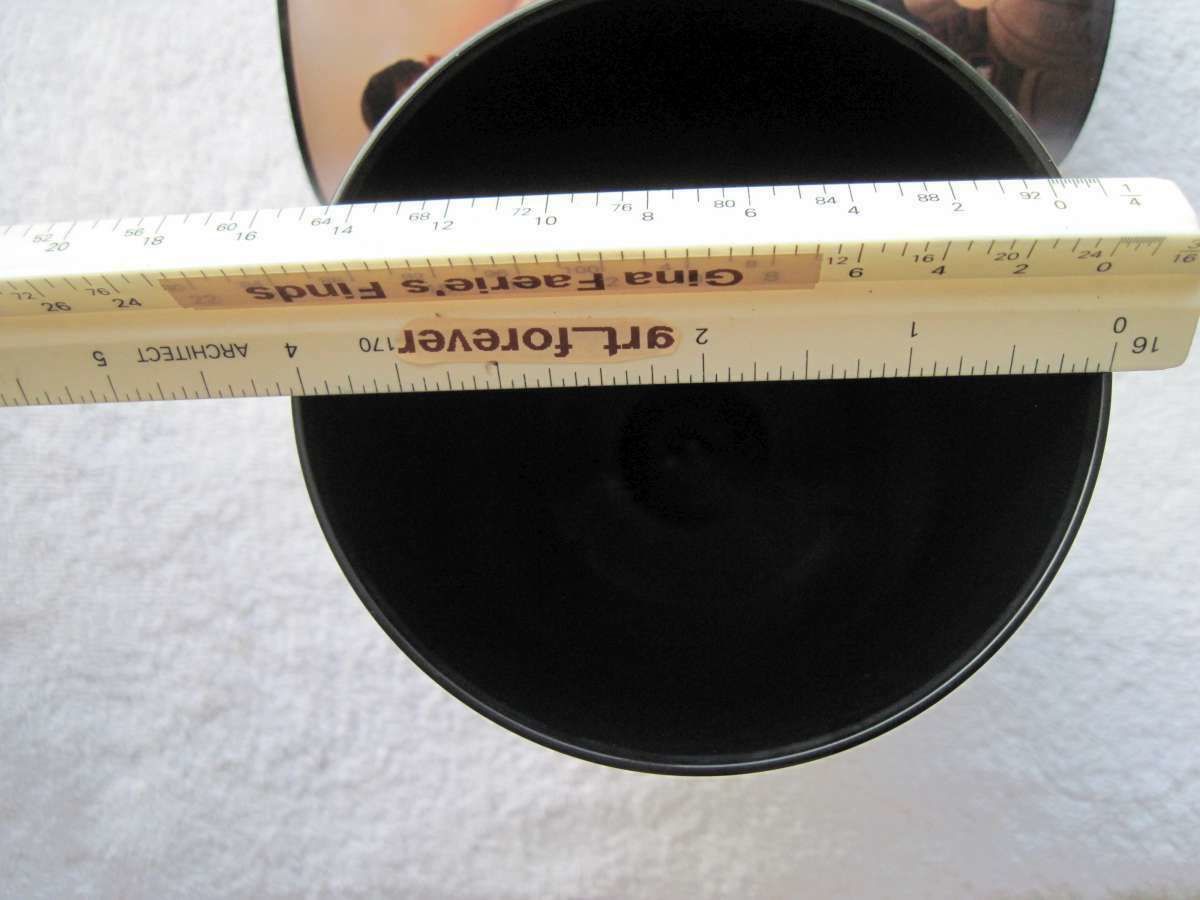 52 56 60 64 68 72 76 80 84 88 92 1/4
20 18 16 14 12 10 8 6 4 2 0
12 16 20 24 16
72 76 6 4 2 0
26 24
Gina Faerie's Finds
art_forever
5 ARCHITECT 4 170 2 1 0 16